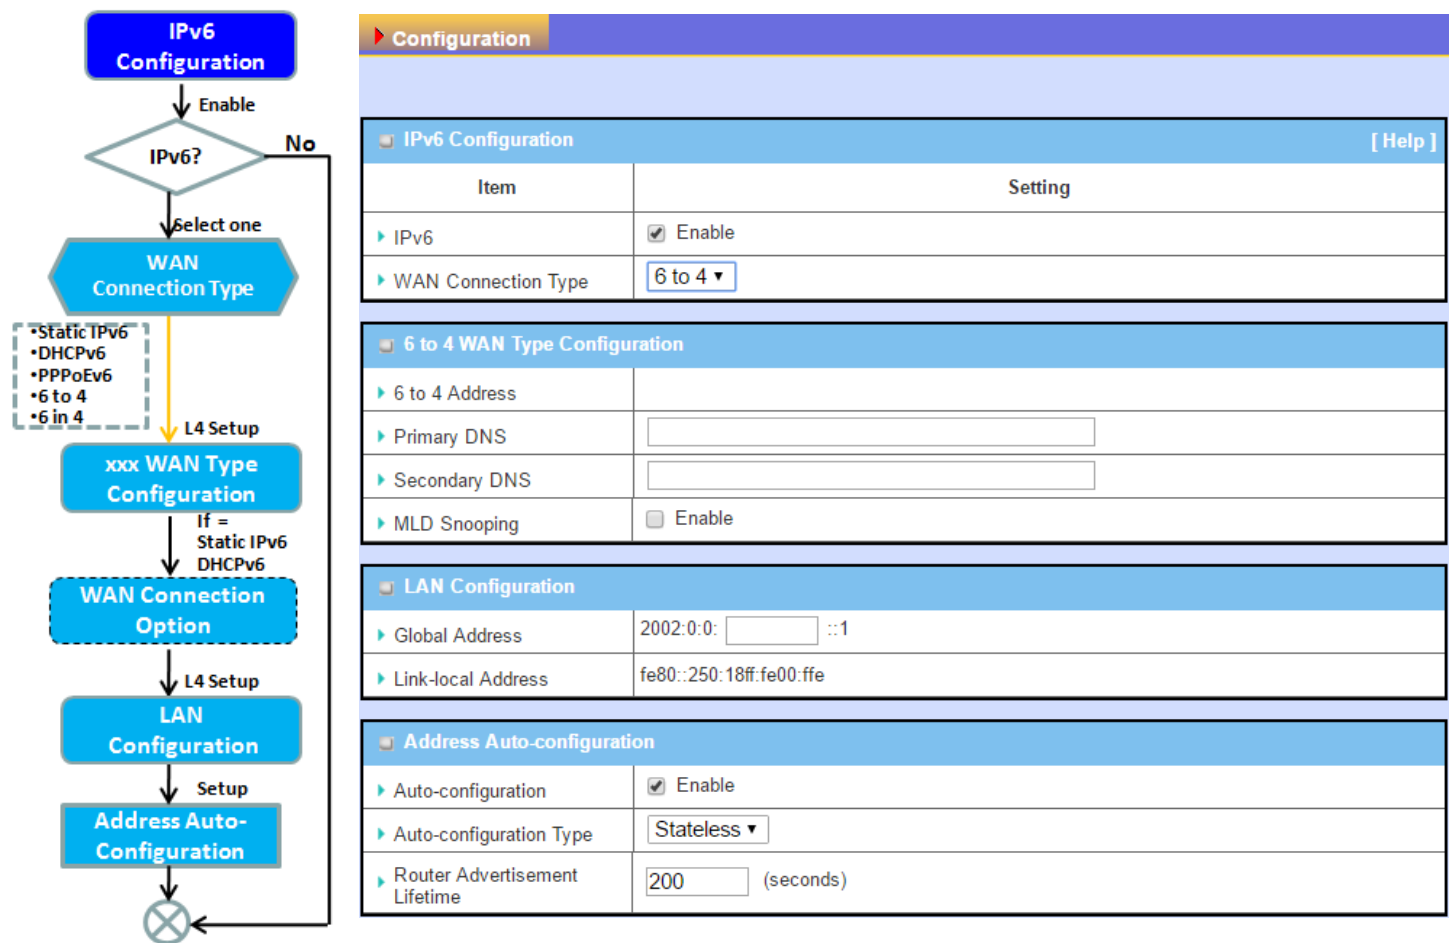 IPv6
Configuration
Enable
IPv6?
No
Select one
WAN
Connection Type
•Static IPv6
•DHCPv6
•PPPoEv6
•6 to 4
•6 in 4
L4 Setup
xxx WAN Type
Configuration
If =
Static IPv6
DHCPv6
WAN Connection
Option
L4 Setup
LAN
Configuration
Setup
Address Auto-
Configuration
Configuration
IPv6 Configuration [ Help ]
Item Setting
IPv6 Enable
WAN Connection Type 6 to 4
6 to 4 WAN Type Configuration
6 to 4 Address
Primary DNS
Secondary DNS
MLD Snooping Enable
LAN Configuration
Global Address 2002:0:0: ::1
Link-local Address fe80::250:18ff:fe00:ffe
Address Auto-configuration
Auto-configuration Enable
Auto-configuration Type Stateless
Router Advertisement
Lifetime 200 (seconds)